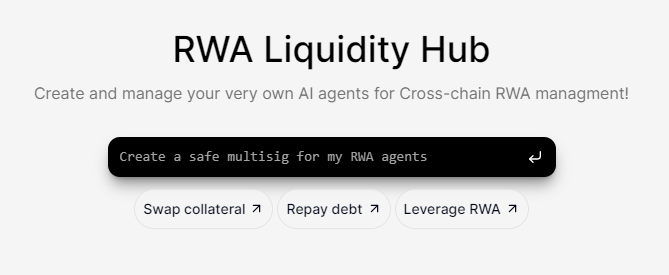 RWA Liquidity Hub
Create and manage your very own AI agents for Cross-chain RWA managment!
Create a safe multisig for my RWA agents
Swap collateral Repay debt Leverage RWA